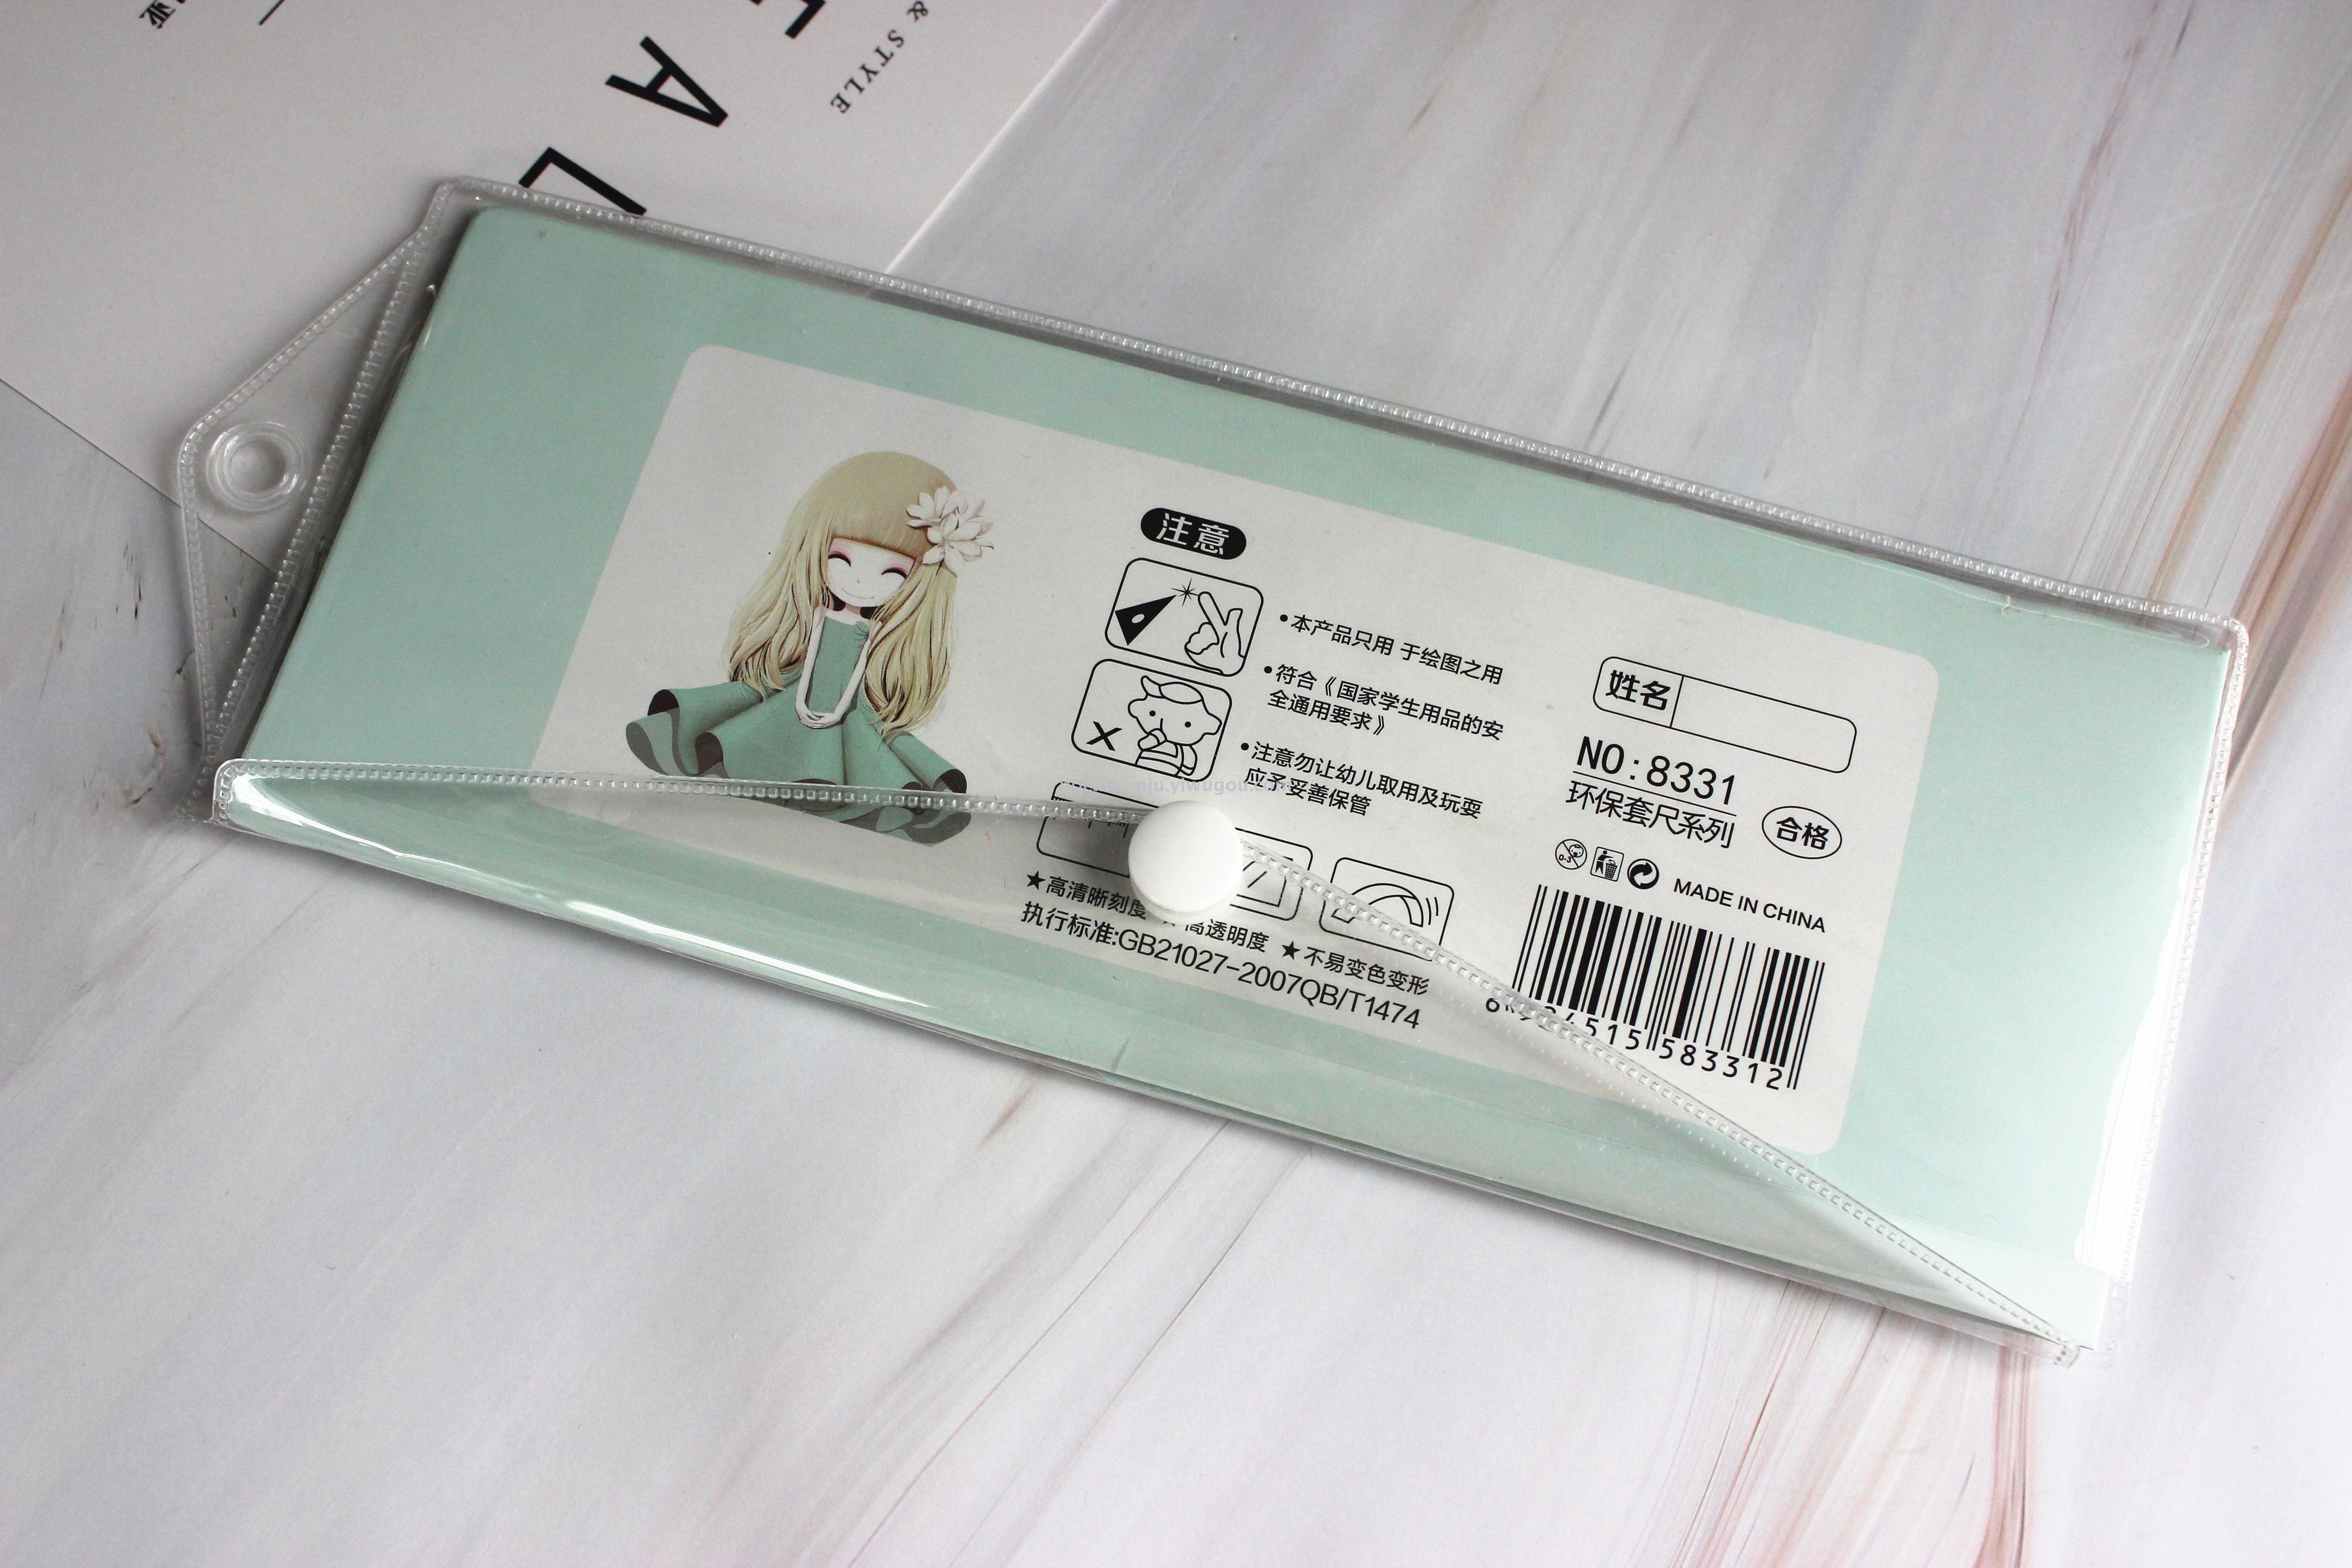 & STYLE
E
A
L
注意
•本产品只用 于绘图之用
•符合《国家学生用品的安
全通用要求》
•注意勿让幼儿取用及玩耍
应予妥善保管
★高清晰刻度 ★高透明度 ★不易变色变形
执行标准:GB21027-2007QB/T1474
姓名
NO:8331
环保套尺系列
合格
0-3
MADE IN CHINA
515 583312